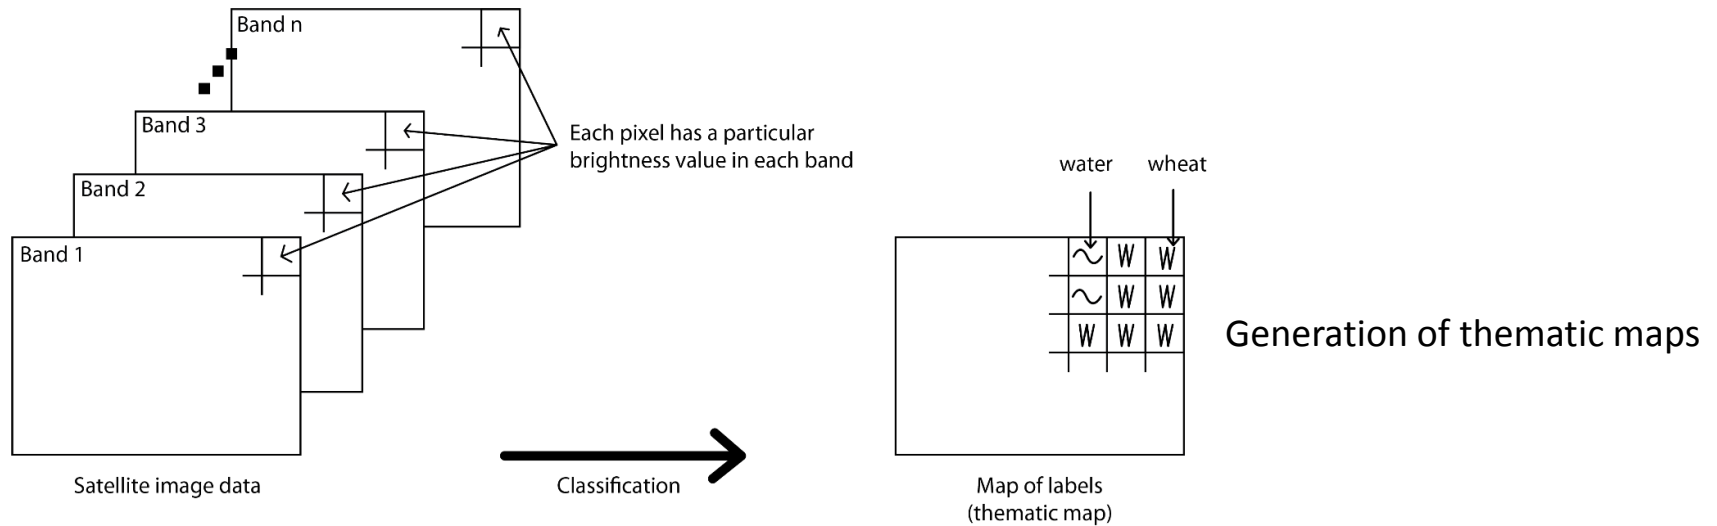 Band n
Band 3
Band 2
Band 1
Each pixel has a particular
brightness value in each band
water
wheat
W W
W W
W W W
Generation of thematic maps
Satellite image data
Classification
Map of labels
(thematic map)